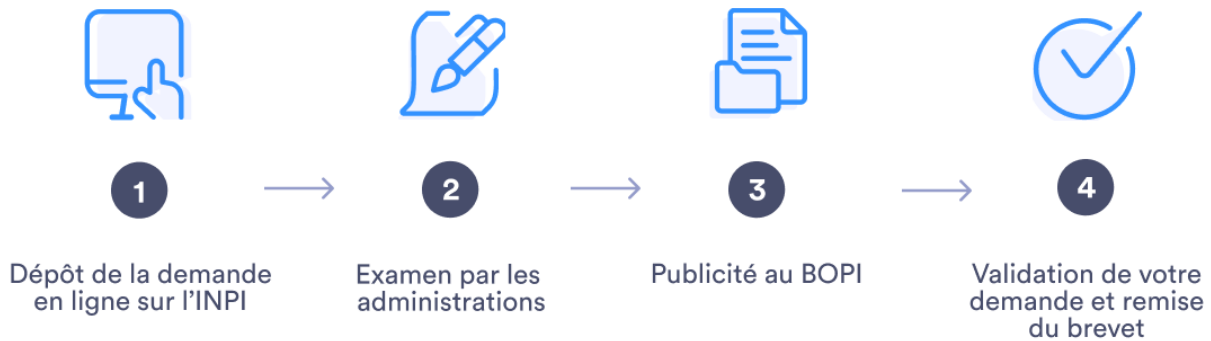 1
2
3
4
Dépôt de la demande
en ligne sur l'INPI
Examen par les
administrations
Publicité au BOPI
Validation de votre
demande et remise
du brevet